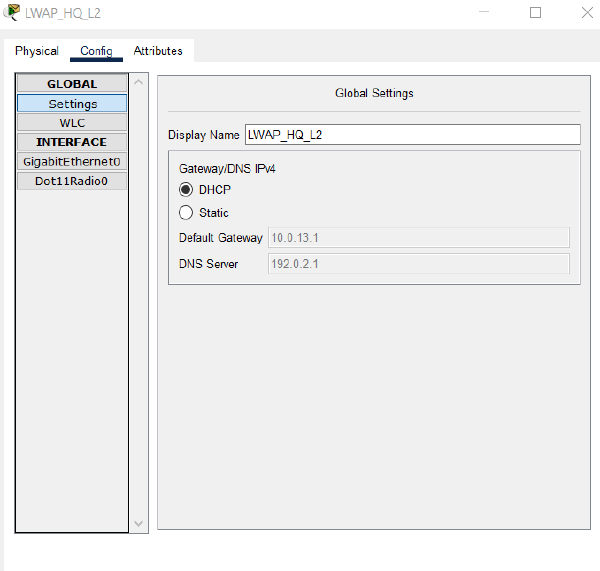 LWAP_HQ_L2
Physical Config Attributes
GLOBAL
Settings
WLC
INTERFACE
GigabitEthernet0
Dot11Radio0
Global Settings
Display Name LWAP_HQ_L2
Gateway/DNS IPv4
DHCP
Static
Default Gateway 10.0.13.1
DNS Server 192.0.2.1